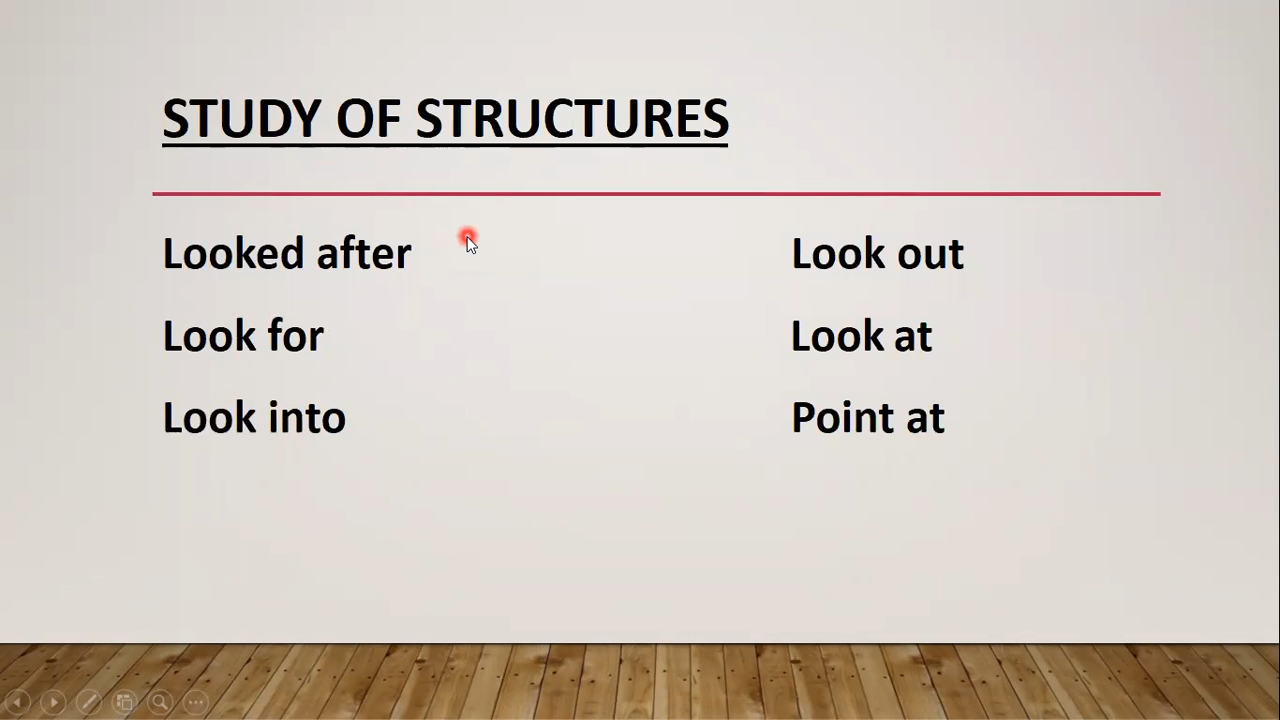 STUDY OF STRUCTURES
Looked after
Look for
Look into
Look out
Look at
Point at